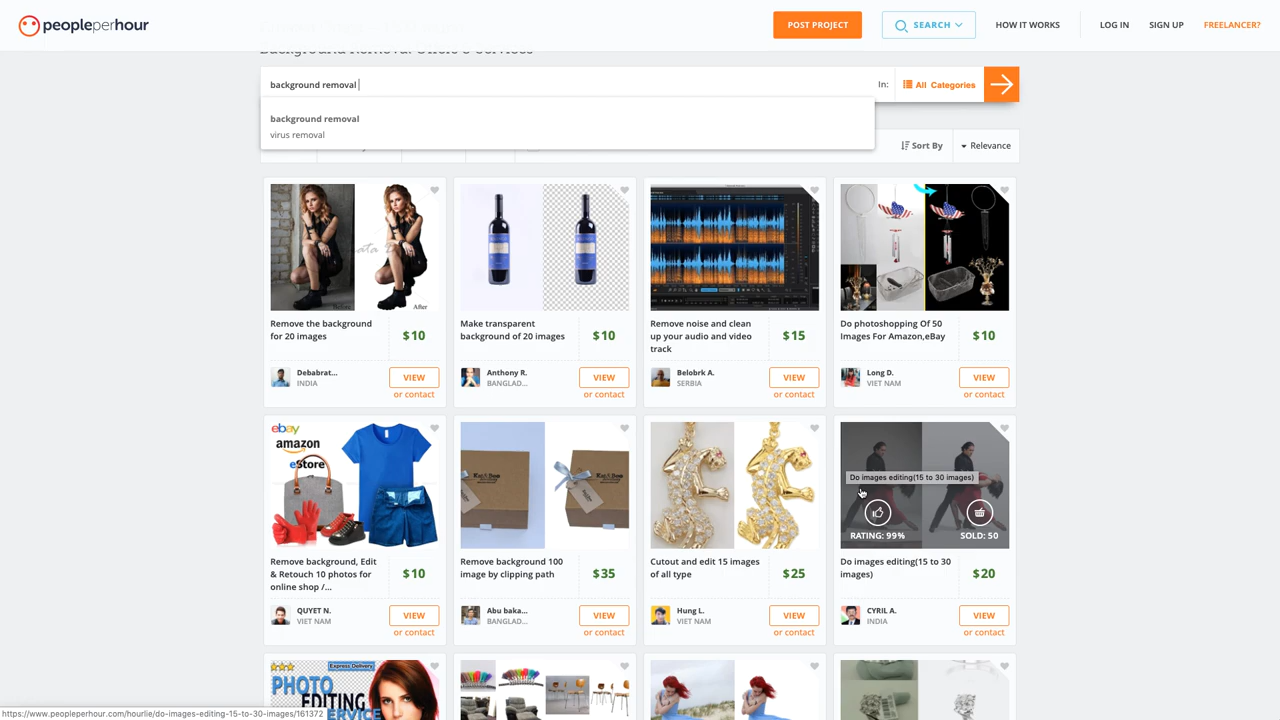 peopleperhour
POST PROJECT
SEARCH
HOW IT WORKS
LOG IN
SIGN UP
FREELANCER?
background removal
In:
All Categories
background removal
virus removal
Sort By
Relevance
Before
After
Remove the background
for 20 images
$10
Debabrat...
INDIA
VIEW
or contact
Make transparent
background of 20 images
$10
Anthony R.
BANGLAD...
VIEW
or contact
Remove noise and clean
up your audio and video
track
$15
Belobrk A.
SERBIA
VIEW
or contact
Do photoshopping Of 50
Images For Amazon,eBay
$10
Long D.
VIET NAM
VIEW
or contact
ebay
amazon
eStore
Remove background, Edit
& Retouch 10 photos for
online shop /...
$10
QUYET N.
VIET NAM
VIEW
or contact
Remove background 100
image by clipping path
$35
Abu baka...
BANGLAD...
VIEW
or contact
Cutout and edit 15 images
of all type
$25
Hung L.
VIET NAM
VIEW
or contact
Do images editing(15 to 30 images)
RATING: 99%
SOLD: 50
Do images editing(15 to 30
images)
$20
CYRIL A.
INDIA
VIEW
or contact
Express Delivery
PHOTO
EDITING
SERVICE
https://www.peopleperhour.com/hourlie/do-images-editing-15-to-30-images/161372